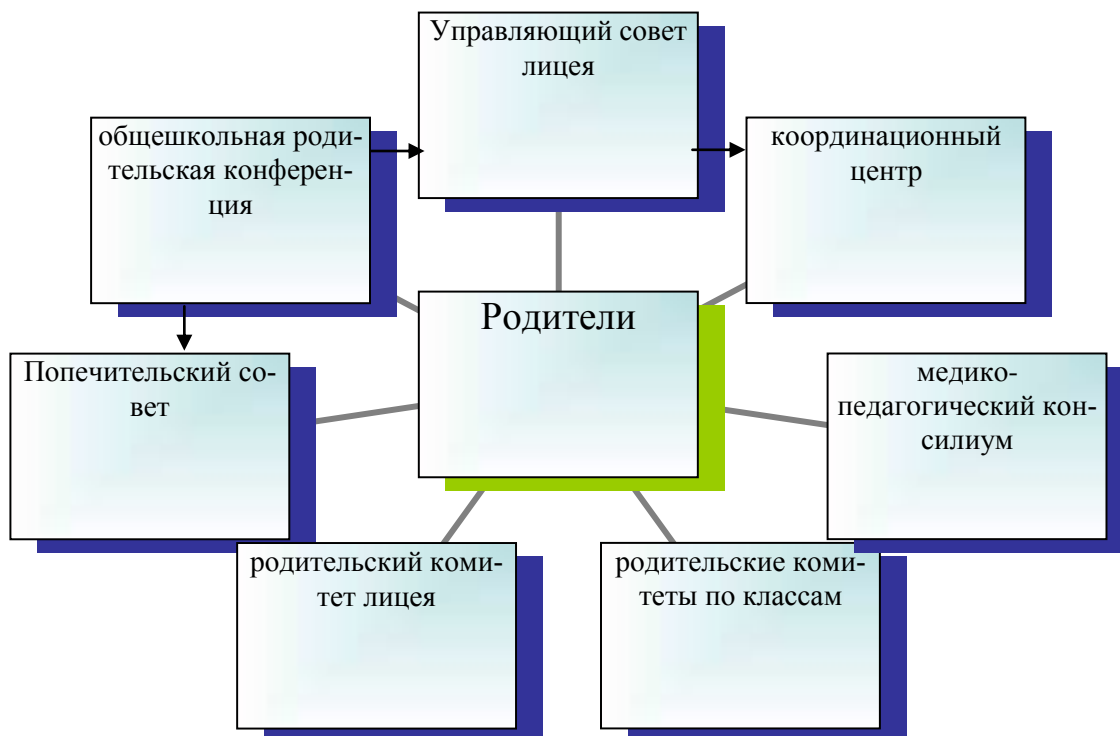 Управляющий совет
лицея
общешкольная роди-
тельская конферен-
ция
координационный
центр
Родители
Попечительский со-
вет
медико-
педагогический кон-
силиум
родительский коми-
тет лицея
родительские коми-
теты по классам